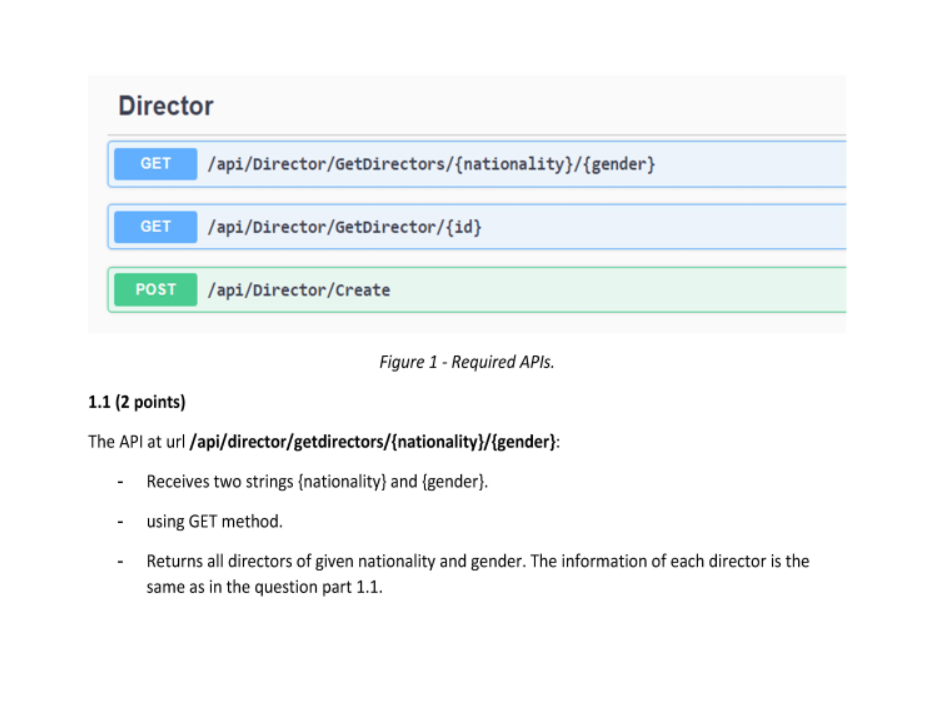 Director
GET /api/Director/GetDirectors/{nationality}/{gender}
GET /api/Director/GetDirector/{id}
POST /api/Director/Create
Figure 1 - Required APIs.
1.1 (2 points)
The API at url /api/director/getdirectors/{nationality}/{gender}:
- Receives two strings {nationality} and {gender}.
- using GET method.
- Returns all directors of given nationality and gender. The information of each director is the
same as in the question part 1.1.